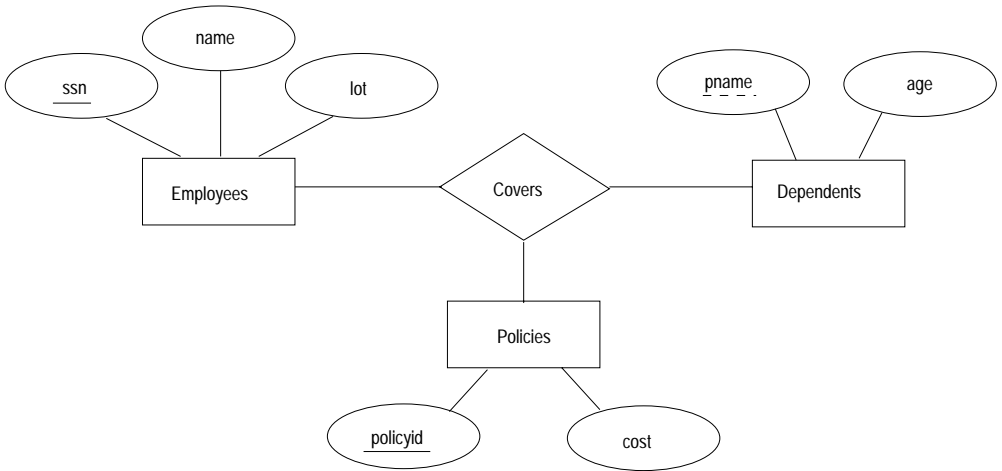 name
ssn
lot
pname
age
Employees
Covers
Dependents
Policies
policyid
cost